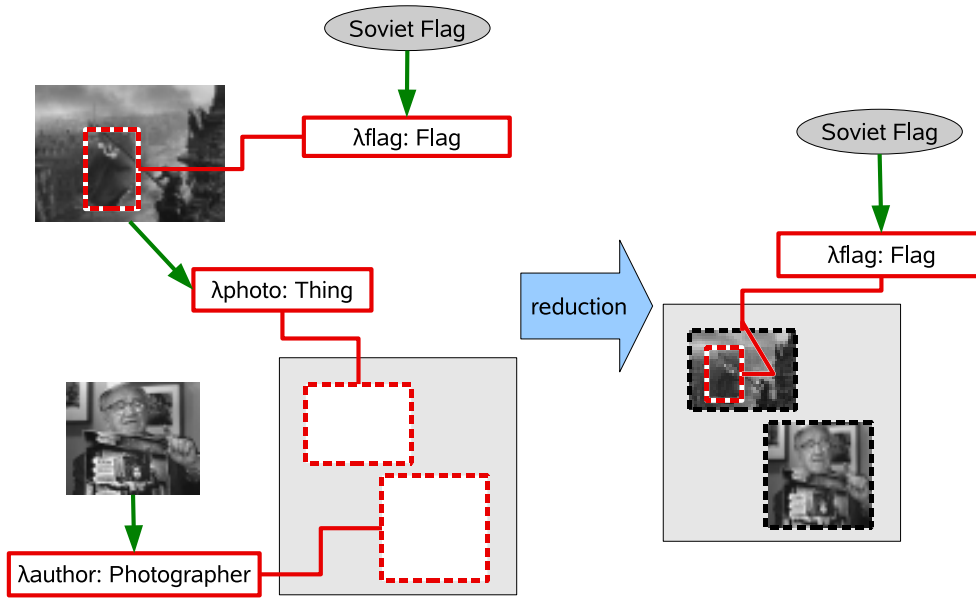 Soviet Flag
λflag: Flag
λphoto: Thing
λauthor: Photographer
reduction
Soviet Flag
λflag: Flag